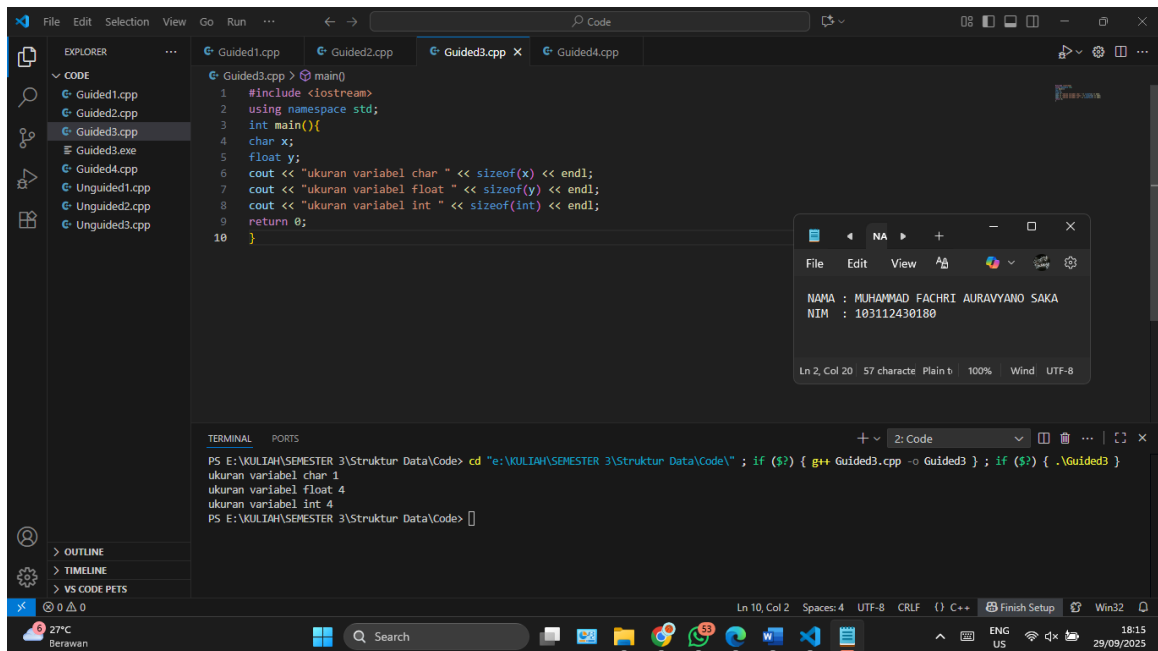 File Edit Selection View Go Run ··· Code
EXPLORER ···
CODE
Guided1.cpp
Guided2.cpp
Guided3.cpp
Guided3.exe
Guided4.cpp
Unguided1.cpp
Unguided2.cpp
Unguided3.cpp
OUTLINE
TIMELINE
VS CODE PETS
Guided1.cpp Guided2.cpp Guided3.cpp Guided4.cpp
Guided3.cpp > main()
1 #include <iostream>
2 using namespace std;
3 int main(){
4 char x;
5 float y;
6 cout << "ukuran variabel char " << sizeof(x) << endl;
7 cout << "ukuran variabel float " << sizeof(y) << endl;
8 cout << "ukuran variabel int " << sizeof(int) << endl;
9 return 0;
10 }
NA
File Edit View
NAMA : MUHAMMAD FACHRI AURAVYANO SAKA
NIM : 103112430180
Ln 2, Col 20 57 characte Plain t 100% Wind UTF-8
TERMINAL PORTS 2: Code
PS E:\KULIAH\SEMESTER 3\Struktur Data\Code> cd "e:\KULIAH\SEMESTER 3\Struktur Data\Code\" ; if ($?) { g++ Guided3.cpp -o Guided3 } ; if ($?) { .\Guided3 }
ukuran variabel char 1
ukuran variabel float 4
ukuran variabel int 4
PS E:\KULIAH\SEMESTER 3\Struktur Data\Code>
0 0 Ln 10, Col 2 Spaces: 4 UTF-8 CRLF {} C++ Finish Setup Win32
6 27°C
Berawan
Search
53
ENG
US
18:15
29/09/2025